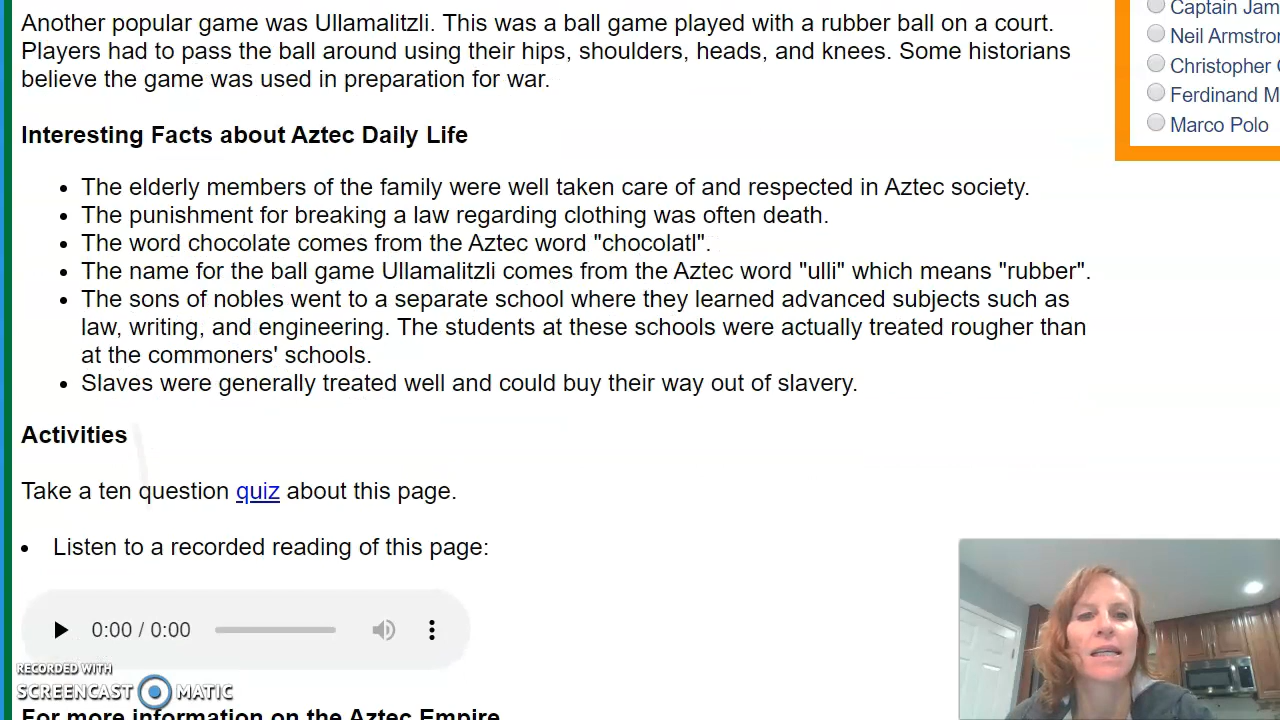 Another popular game was Ullamalitzli. This was a ball game played with a rubber ball on a court.
Players had to pass the ball around using their hips, shoulders, heads, and knees. Some historians
believe the game was used in preparation for war.
Interesting Facts about Aztec Daily Life
The elderly members of the family were well taken care of and respected in Aztec society.
The punishment for breaking a law regarding clothing was often death.
The word chocolate comes from the Aztec word "chocolatl".
The name for the ball game Ullamalitzli comes from the Aztec word "ulli" which means "rubber".
The sons of nobles went to a separate school where they learned advanced subjects such as
law, writing, and engineering. The students at these schools were actually treated rougher than
at the commoners' schools.
Slaves were generally treated well and could buy their way out of slavery.
Activities
Take a ten question quiz about this page.
Listen to a recorded reading of this page:
0:00 / 0:00
RECORDED WITH
SCREENCAST MATIC
For more information on the Aztec Empire
Captain Jam
Neil Armstro
Christopher
Ferdinand M
Marco Polo